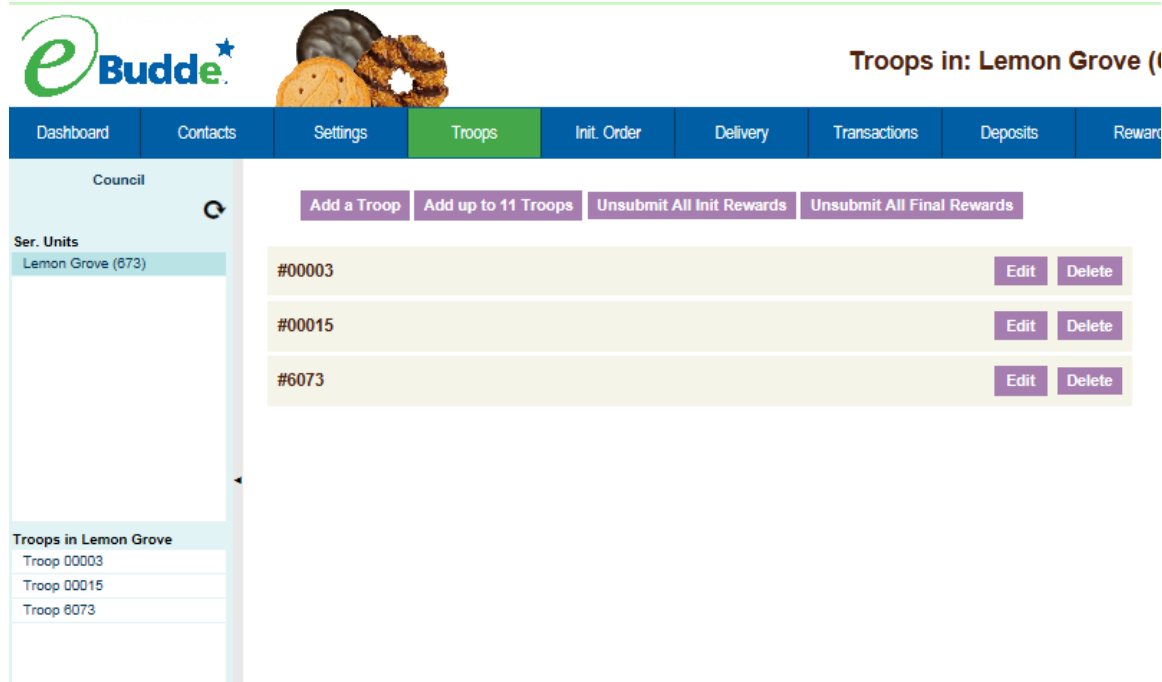 eBudde
Troops in: Lemon Grove (
Dashboard Contacts Settings Troops Init. Order Delivery Transactions Deposits
Council
Add a Troop Add up to 11 Troops Unsubmit All Init Rewards Unsubmit All Final Rewards
Ser. Units
Lemon Grove (673)
#00003 Edit Delete
#00015 Edit Delete
#6073 Edit Delete
Troops in Lemon Grove
Troop 00003
Troop 00015
Troop 6073